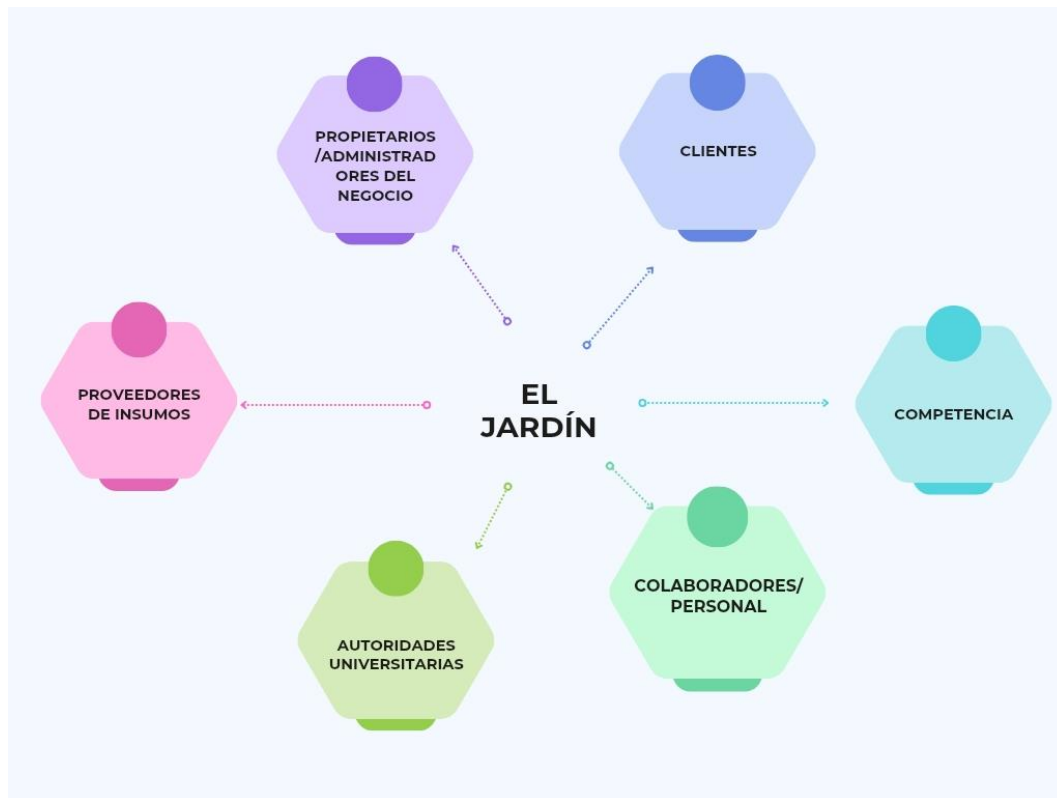 PROPIETARIOS
/ADMINISTRAD
ORES DEL
NEGOCIO
CLIENTES
PROVEEDORES
DE INSUMOS
EL
JARDÍN
COMPETENCIA
AUTORIDADES
UNIVERSITARIAS
COLABORADORES/
PERSONAL